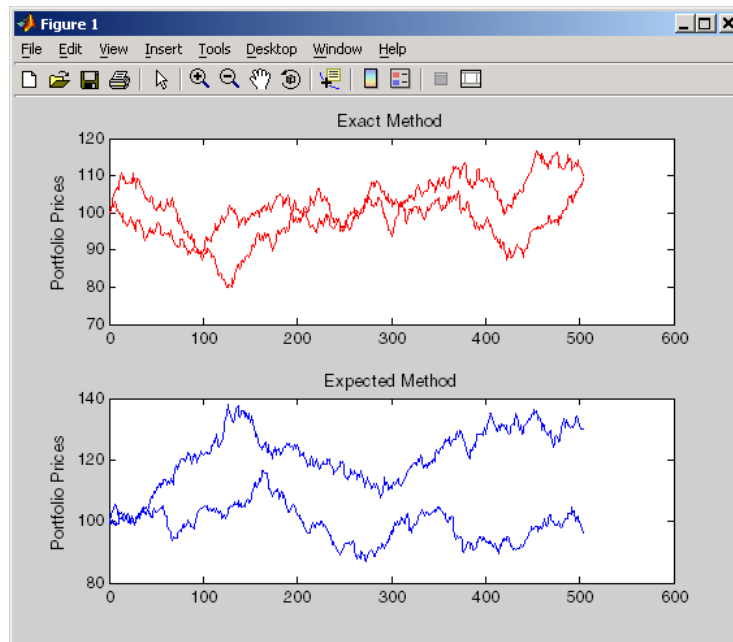 Figure 1
File Edit View Insert Tools Desktop Window Help
Exact Method
Portfolio Prices
120
110
100
90
80
70
0 100 200 300 400 500 600
Expected Method
Portfolio Prices
140
120
100
80
0 100 200 300 400 500 600